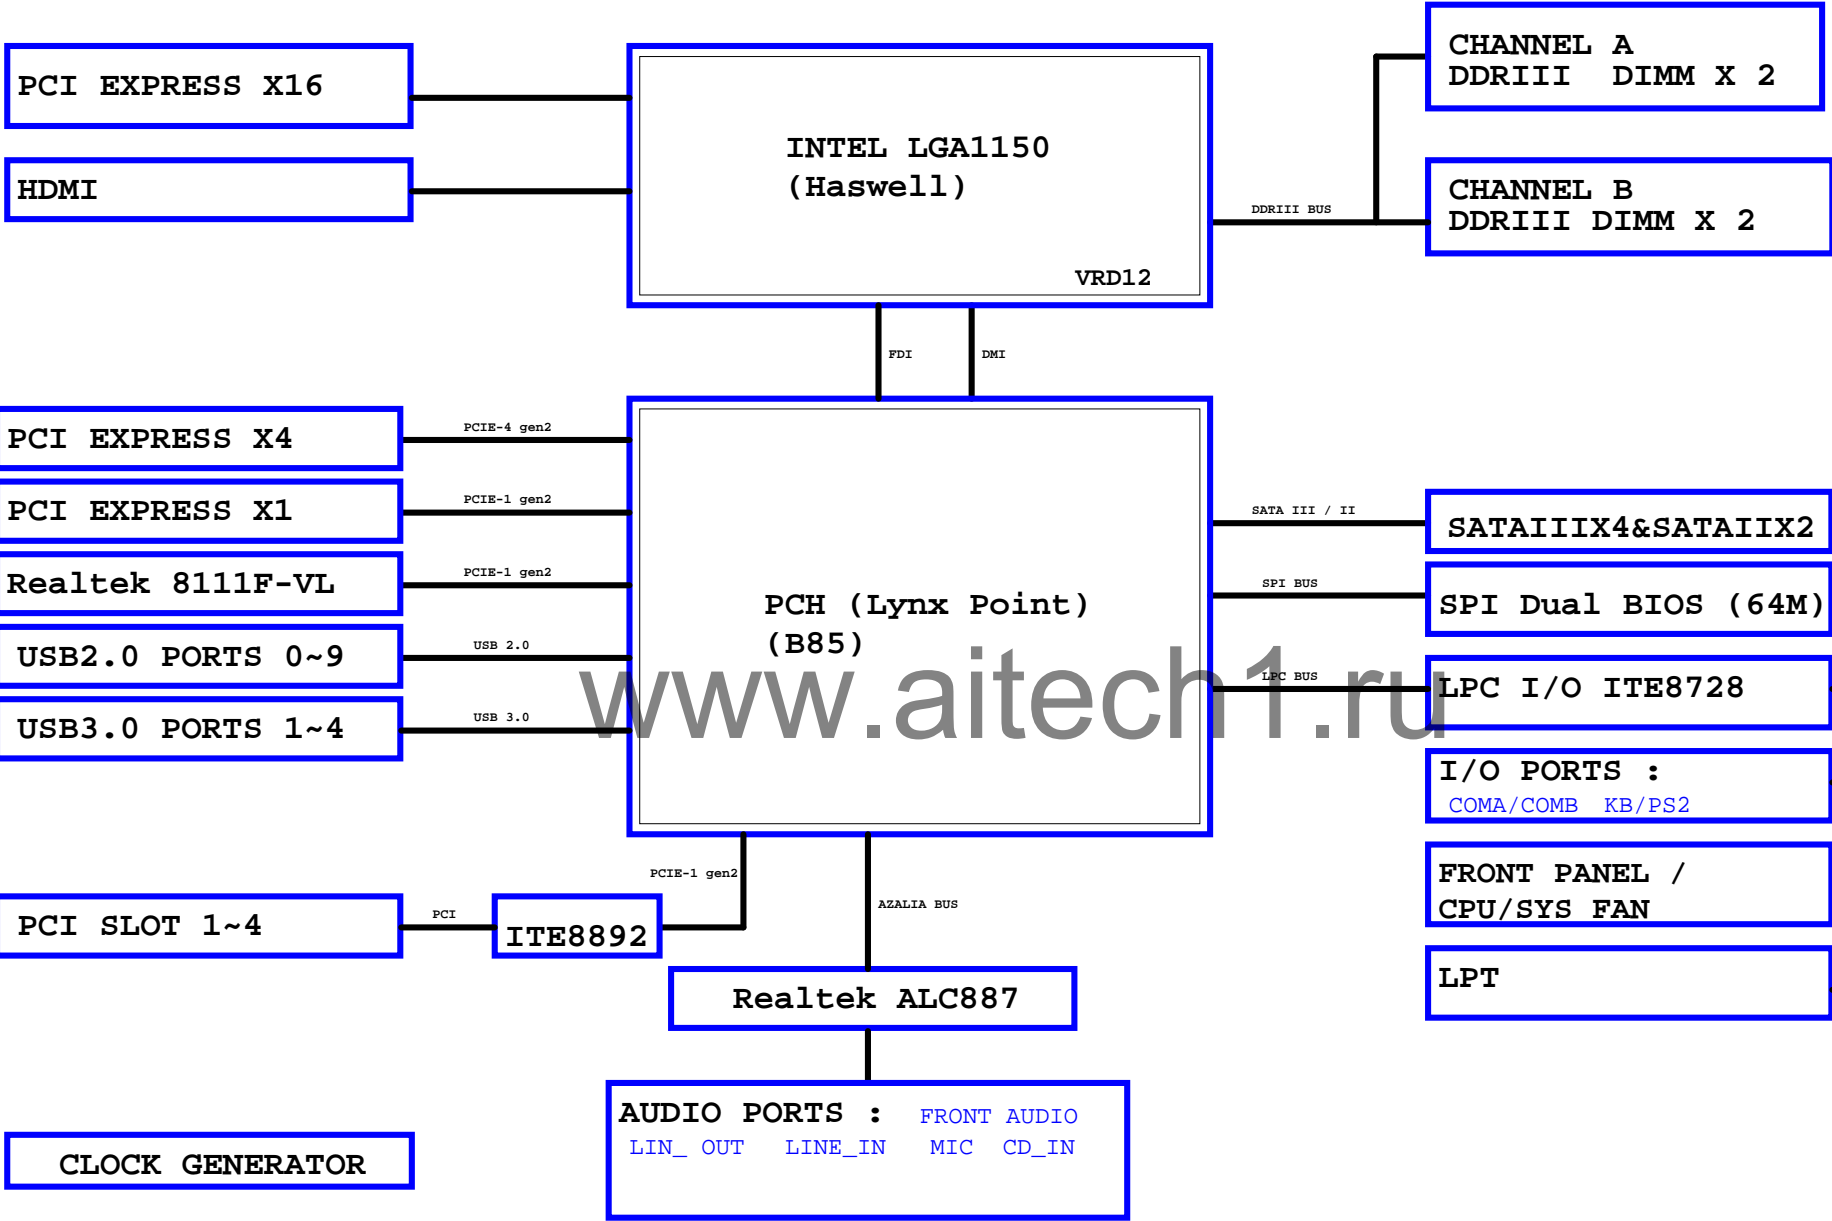 PCI EXPRESS X16
HDMI
INTEL LGA1150
(Haswell)
VRD12
DDRIII BUS
CHANNEL A
DDRIII  DIMM X 2
CHANNEL B
DDRIII DIMM X 2
FDI
DMI
PCI EXPRESS X4
PCIE-4 gen2
PCI EXPRESS X1
PCIE-1 gen2
Realtek 8111F-VL
PCIE-1 gen2
USB2.0 PORTS 0~9
USB 2.0
USB3.0 PORTS 1~4
USB 3.0
PCH (Lynx Point)
(B85)
www.aitech1.ru
SATA III / II
SATAIIIX4&SATAIIX2
SPI BUS
SPI Dual BIOS (64M)
LPC BUS
LPC I/O ITE8728
I/O PORTS :
COMA/COMB  KB/PS2
FRONT PANEL /
CPU/SYS FAN
LPT
PCI SLOT 1~4
PCI
ITE8892
PCIE-1 gen2
AZALIA BUS
Realtek ALC887
AUDIO PORTS :  FRONT AUDIO
LIN_ OUT  LINE_IN  MIC  CD_IN
CLOCK GENERATOR